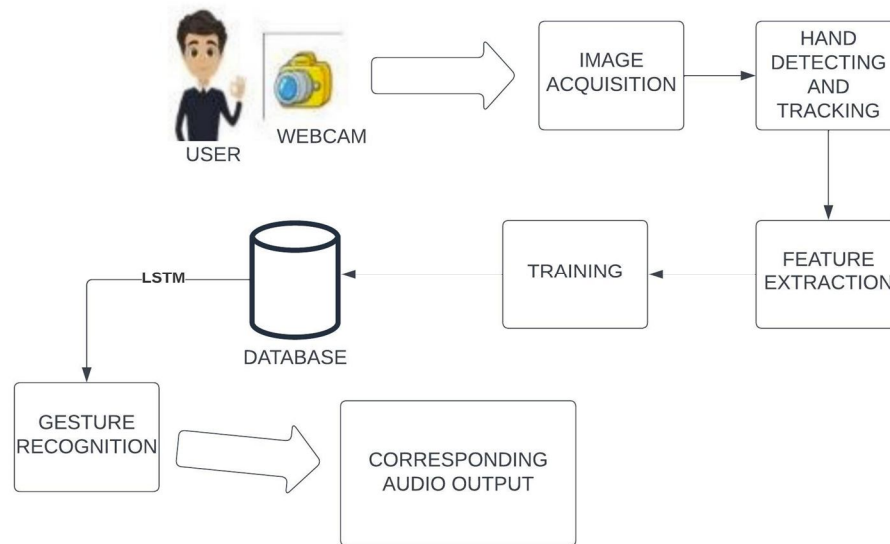 USER
WEBCAM
IMAGE
ACQUISITION
HAND
DETECTING
AND
TRACKING
FEATURE
EXTRACTION
TRAINING
DATABASE
LSTM
GESTURE
RECOGNITION
CORRESPONDING
AUDIO OUTPUT